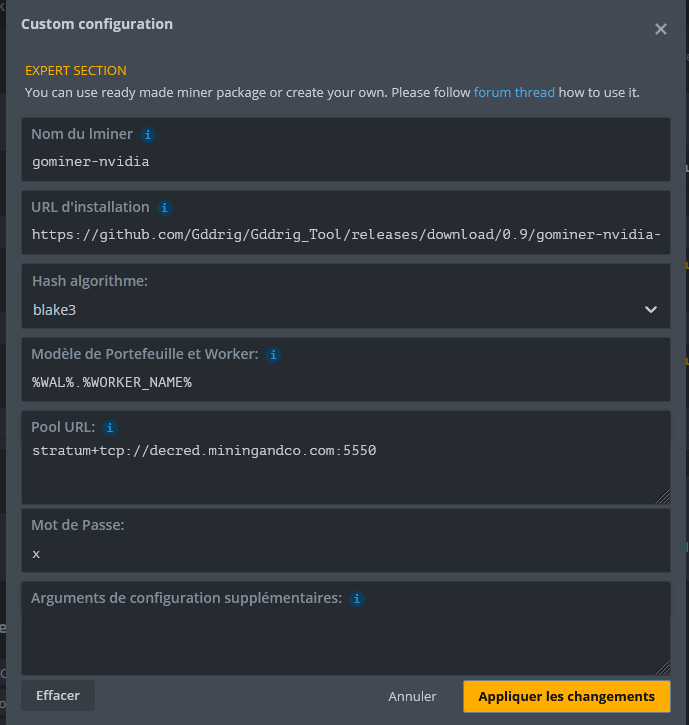 Custom configuration
EXPERT SECTION
You can use ready made miner package or create your own. Please follow forum thread how to use it.
Nom du lminer
gominer-nvidia
URL d'installation
https://github.com/Gddrig/Gddrig_Tool/releases/download/0.9/gominer-nvidia-
Hash algorithme:
blake3
Modèle de Portefeuille et Worker:
%WAL%.%WORKER_NAME%
Pool URL:
stratum+tcp://decred.miningandco.com:5550
Mot de Passe:
x
Arguments de configuration supplémentaires:
Effacer
Annuler
Appliquer les changements